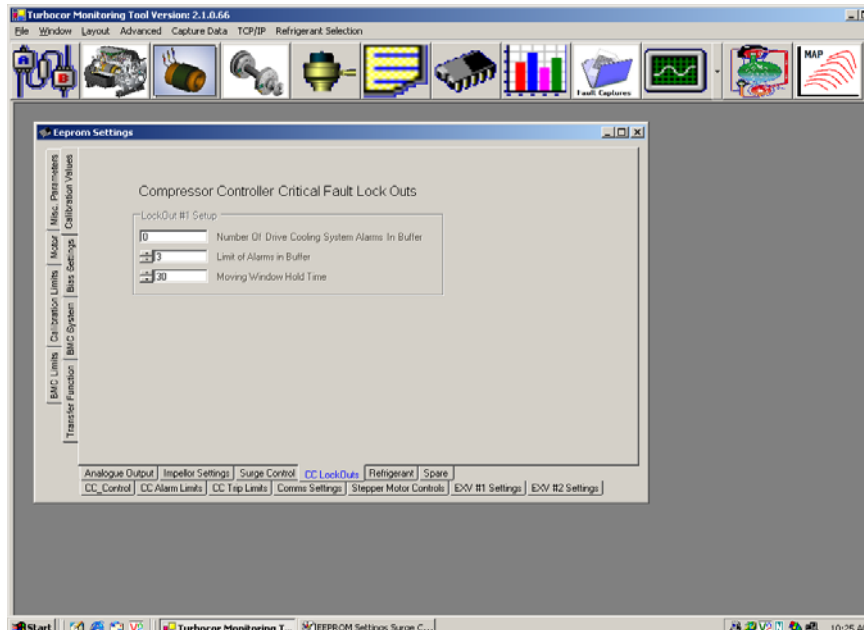 Turbocor Monitoring Tool Version: 2.1.0.66
File Window Layout Advanced Capture Data TCP/IP Refrigerant Selection
A
B
Fault Captures
MAP
Eeprom Settings
Misc. Parameters
Motor
Calibration Limits
BMC Limits
Calibration Values
Bias Settings
BMC System
Transfer Function
Compressor Controller Critical Fault Lock Outs
LockOut #1 Setup
0 Number Of Drive Cooling System Alarms In Buffer
3 Limit of Alarms in Buffer
30 Moving Window Hold Time
Analogue Output Impellor Settings Surge Control CC LockOuts Refrigerant Spare
CC_Control CC Alarm Limits CC Trip Limits Comms Settings Stepper Motor Controls EXV #1 Settings EXV #2 Settings
Start Turbocor Monitoring T... EEPROM Settings Surge C... 10:25 A